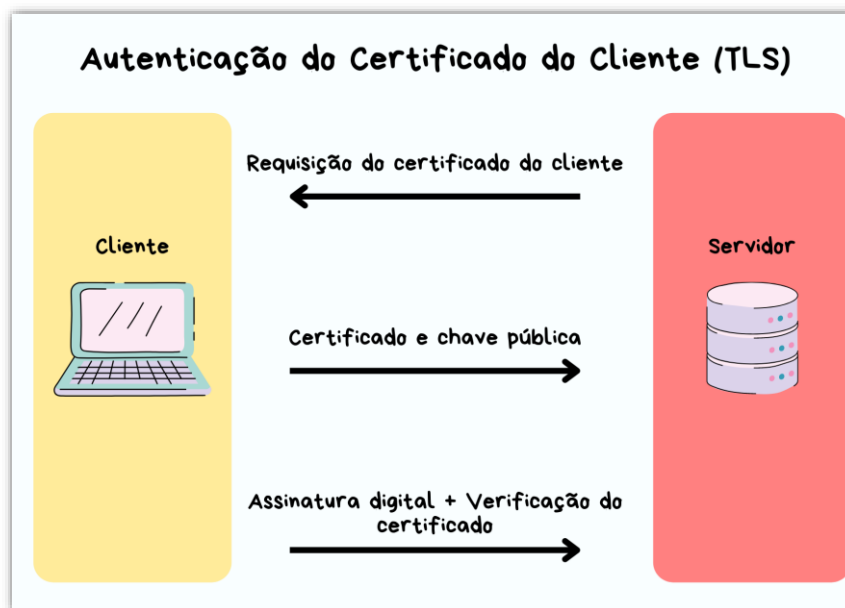 Autenticação do Certificado do Cliente (TLS)
Requisição do certificado do cliente
Cliente
Servidor
Certificado e chave pública
Assinatura digital + Verificação do
certificado